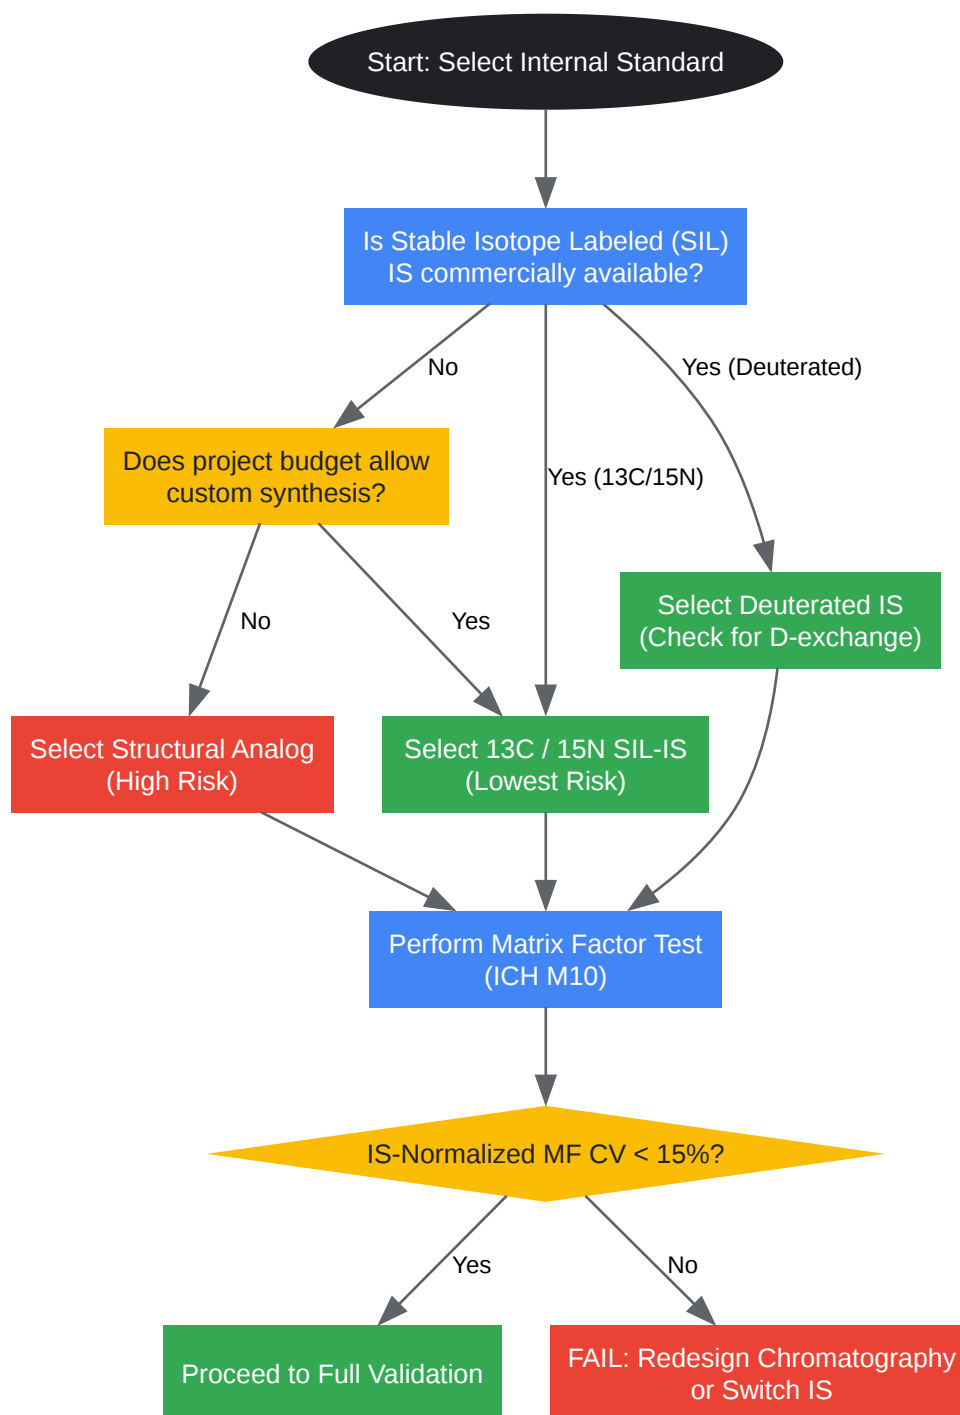 Start: Select Internal Standard
Is Stable Isotope Labeled (SIL)
IS commercially available?
No
Yes (Deuterated)
Does project budget allow
custom synthesis?
Yes (13C/15N)
Select Deuterated IS
(Check for D-exchange)
No
Yes
Select Structural Analog
(High Risk)
Select 13C / 15N SIL-IS
(Lowest Risk)
Perform Matrix Factor Test
(ICH M10)
IS-Normalized MF CV < 15%?
Yes
No
Proceed to Full Validation
FAIL: Redesign Chromatography
or Switch IS